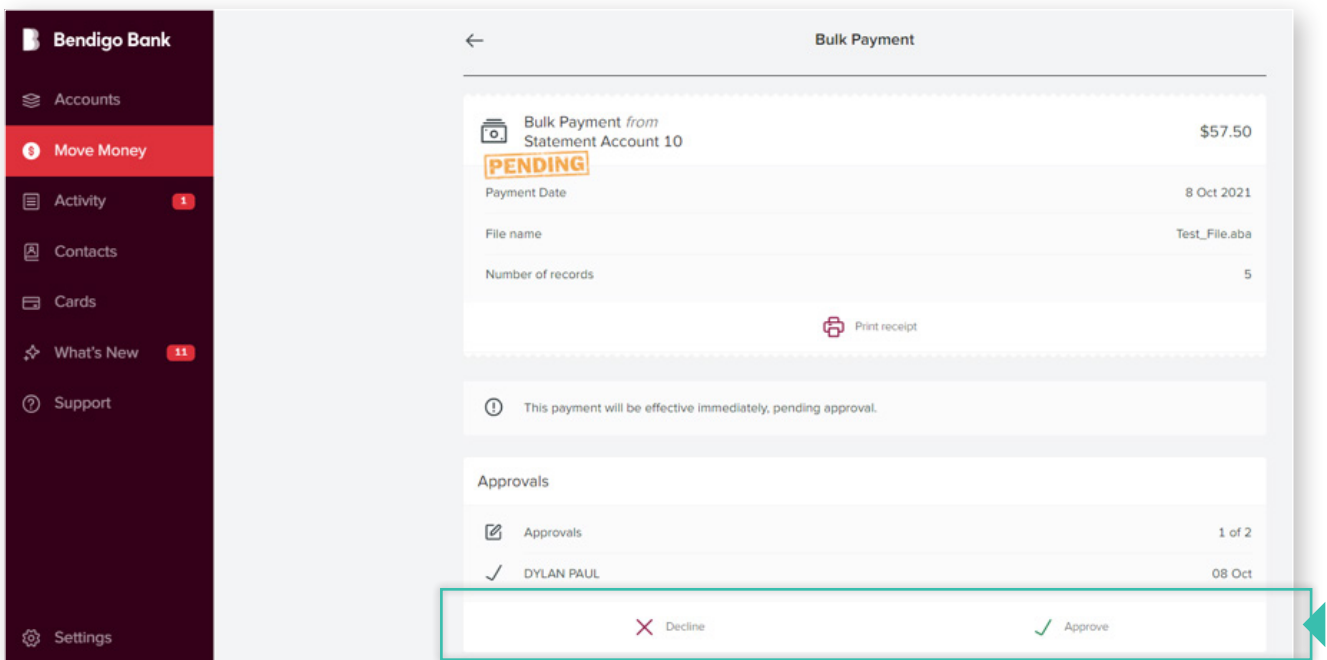 Bendigo Bank
Accounts
Move Money
Activity 1
Contacts
Cards
What's New 11
Support
Settings
Bulk Payment
Bulk Payment from
Statement Account 10
$57.50
PENDING
Payment Date 8 Oct 2021
File name Test_File.aba
Number of records 5
Print receipt
This payment will be effective immediately, pending approval.
Approvals
Approvals 1 of 2
DYLAN PAUL 08 Oct
Decline Approve